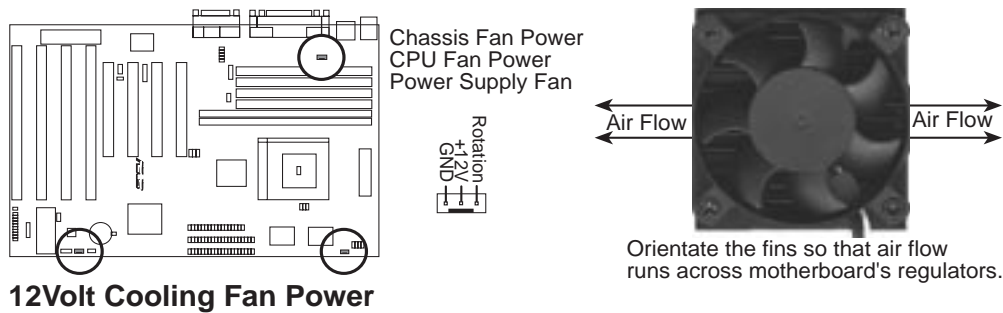 Chassis Fan Power
CPU Fan Power
Power Supply Fan
Rotation
+12V
GND
Air Flow
Air Flow
Orientate the fins so that air flow
runs across motherboard's regulators.
12Volt Cooling Fan Power